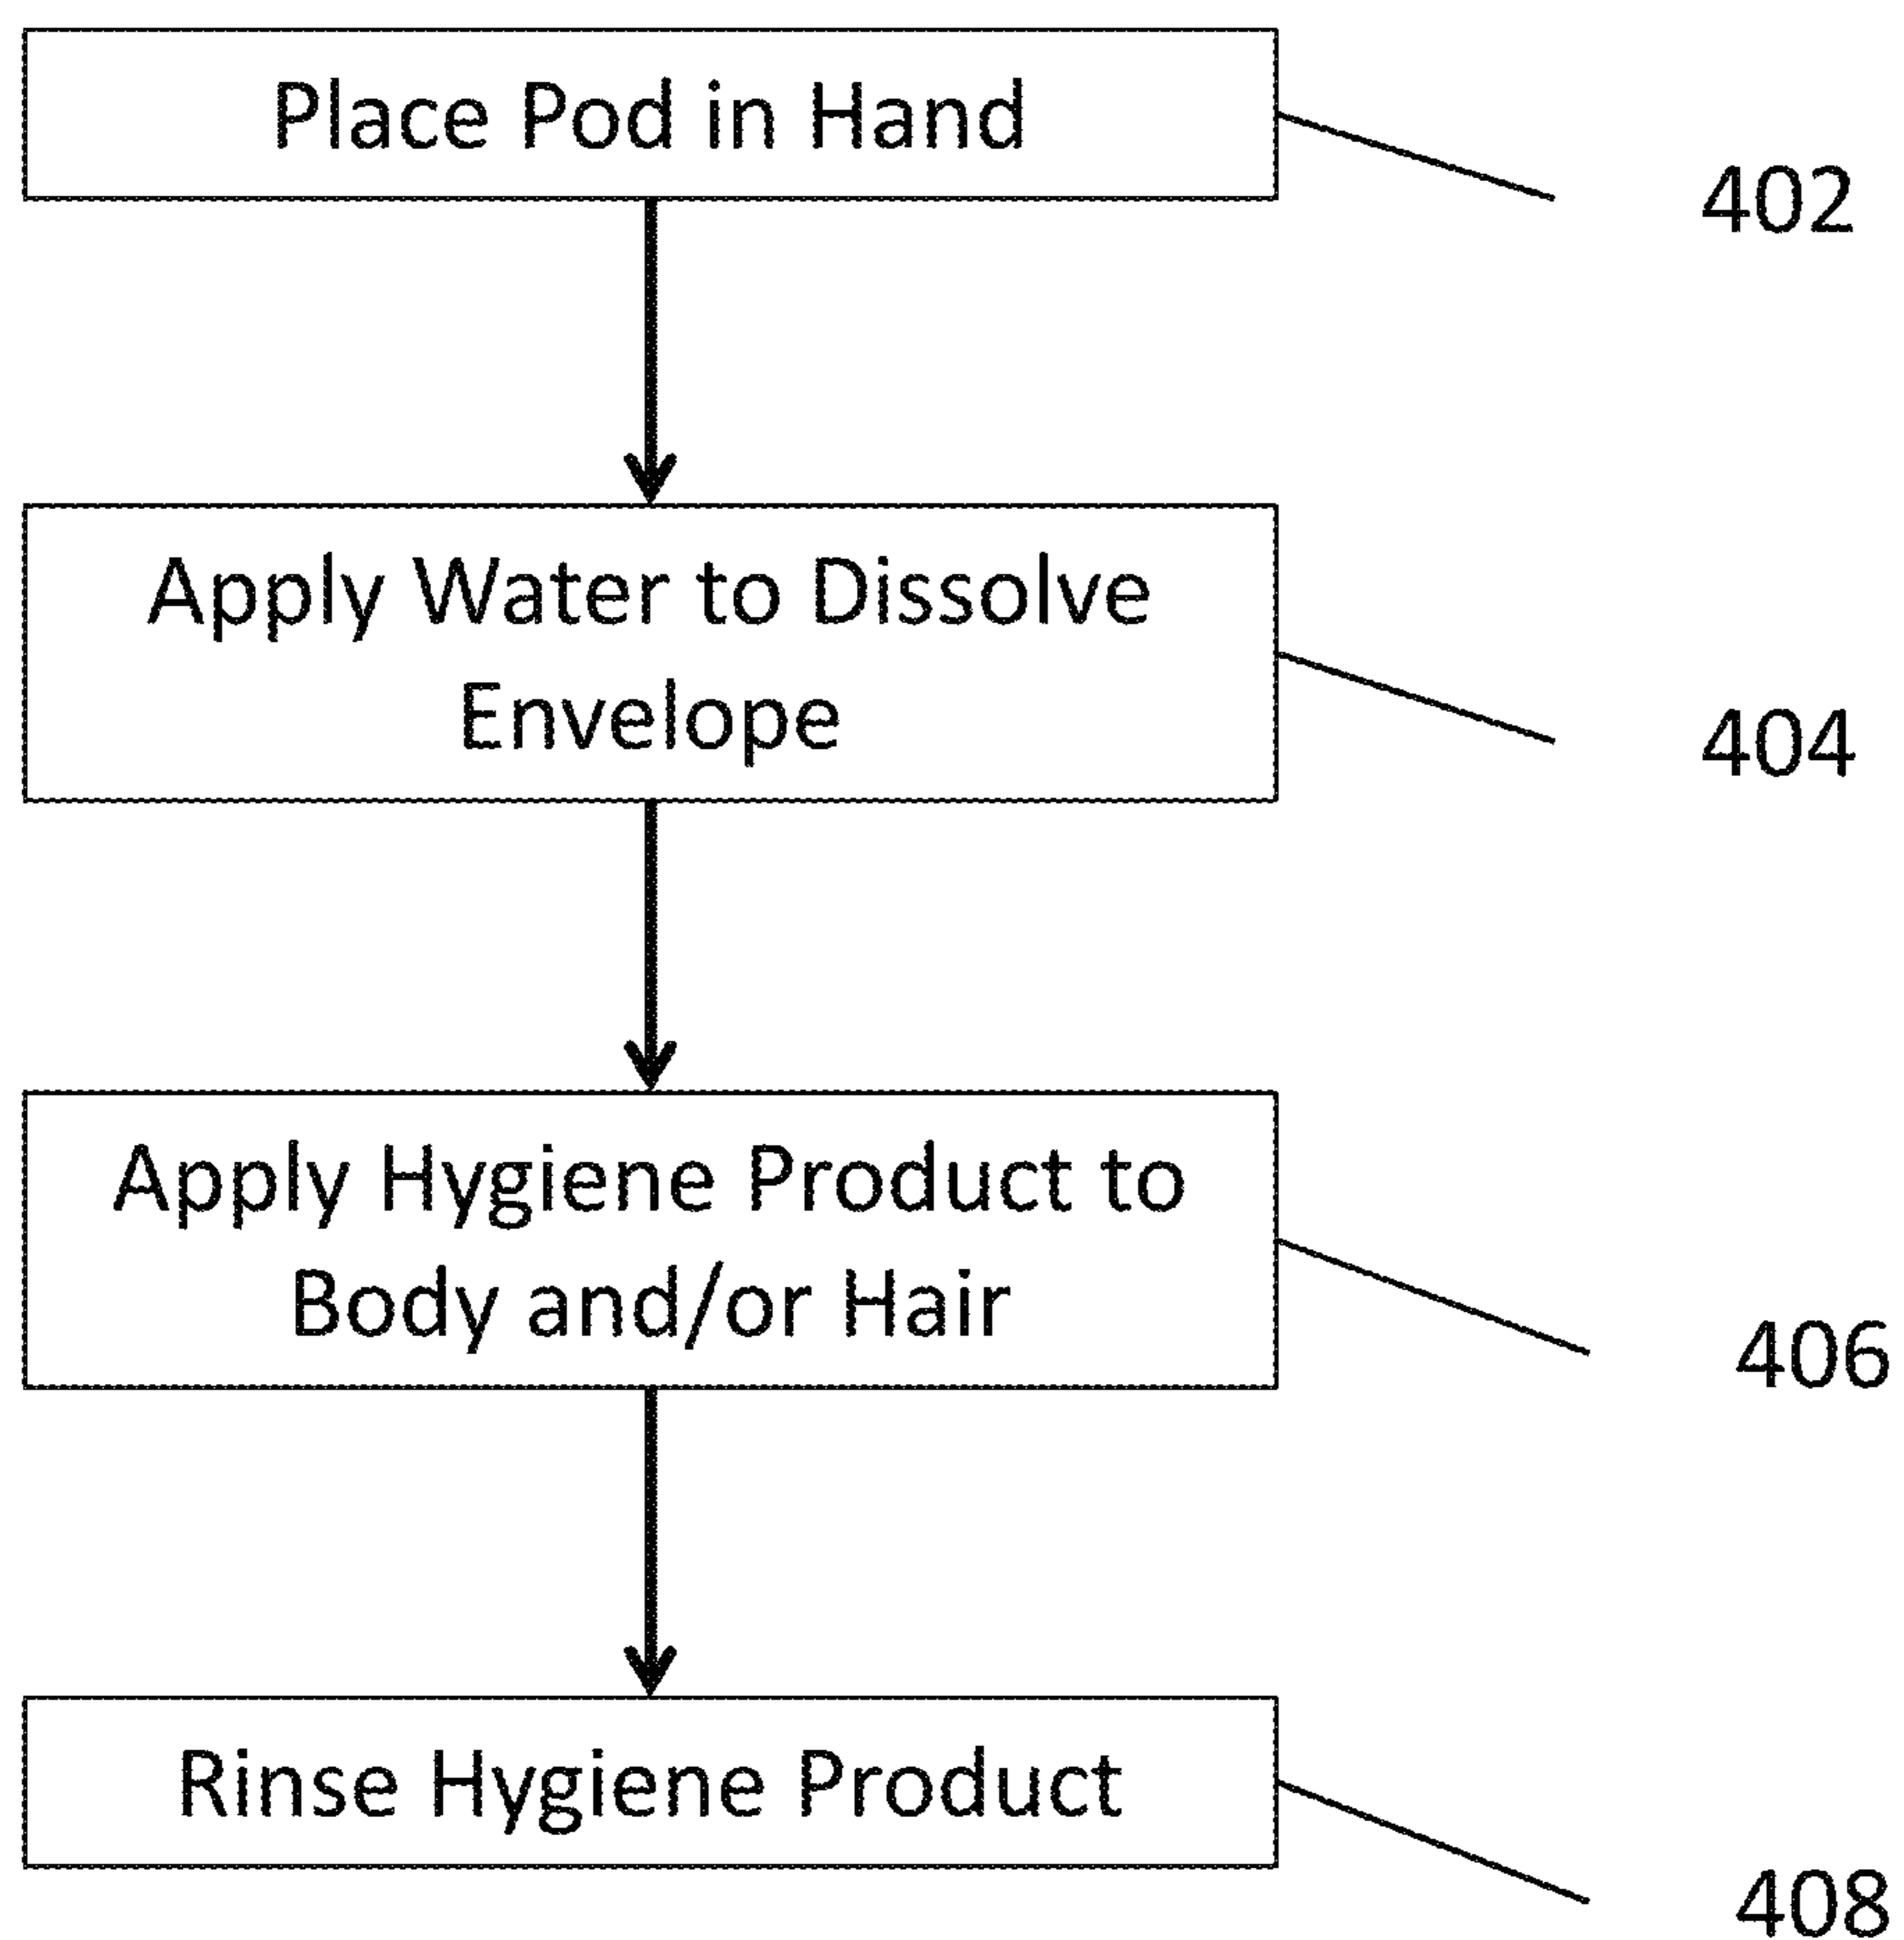 Place Pod in Hand
402
Apply Water to Dissolve
Envelope
404
Apply Hygiene Product to
Body and/or Hair
406
Rinse Hygiene Product
408